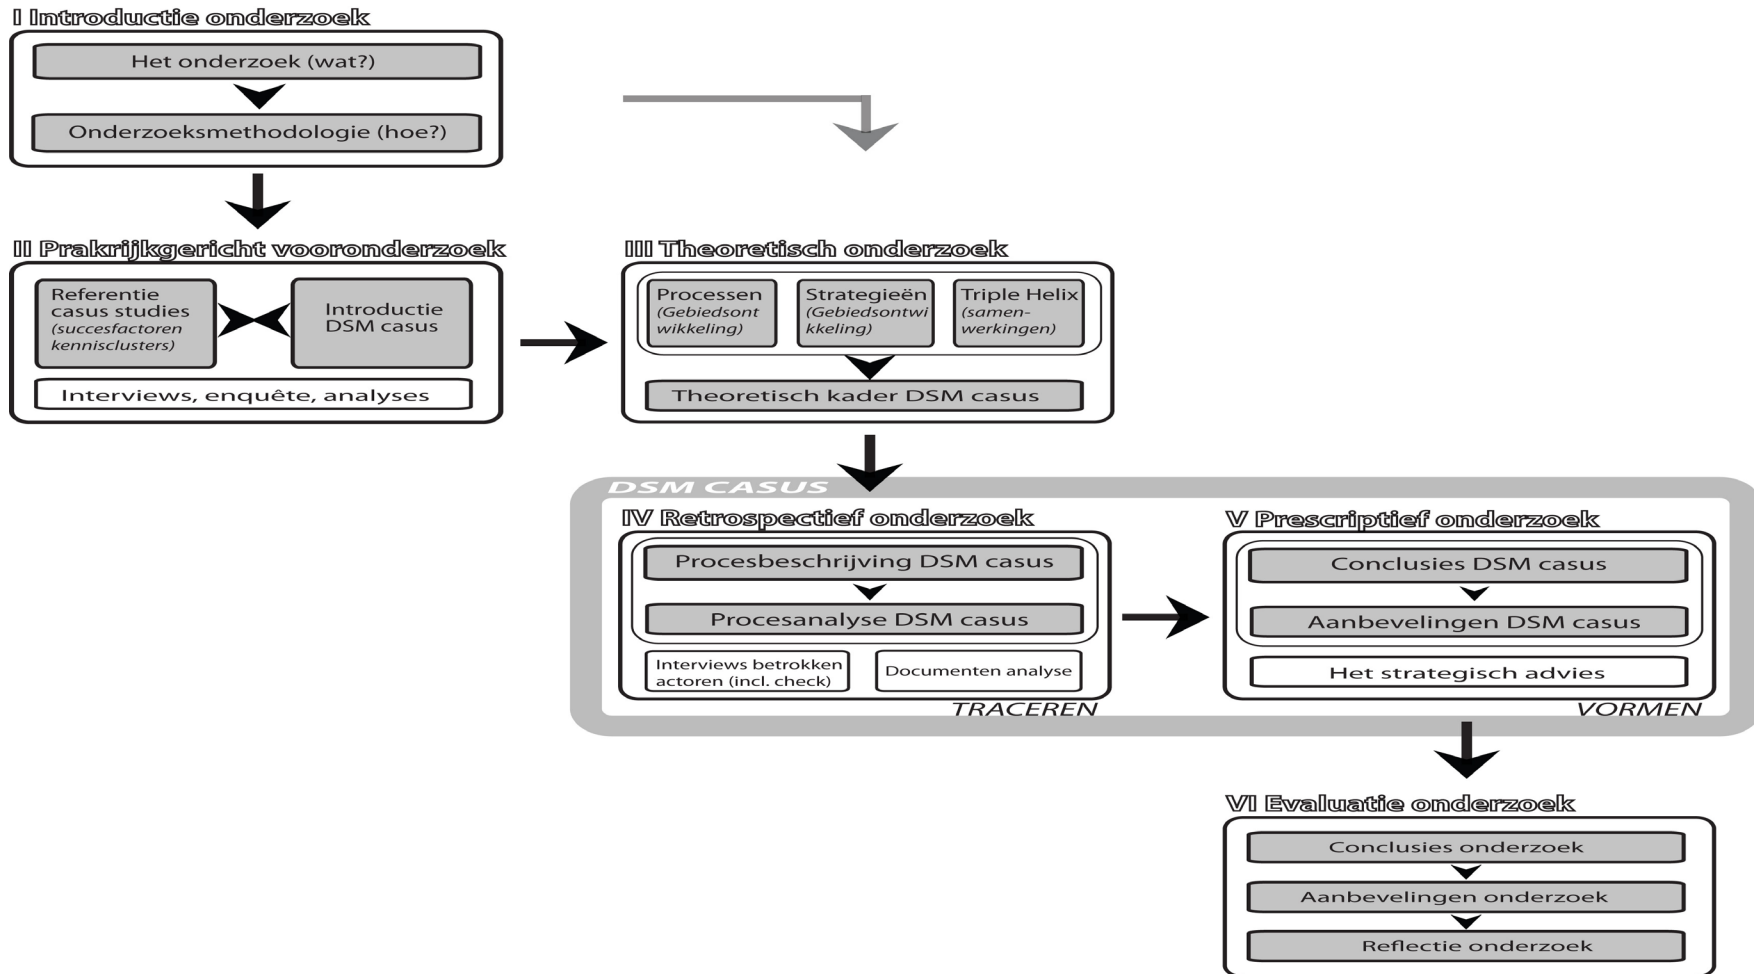 I Introductie onderzoek
Het onderzoek (wat?)
Onderzoeksmethodologie (hoe?)
II Prakrijkgericht vooronderzoek
Referentie
casus studies
(succesfactoren
kennisclusters)
Introductie
DSM casus
Interviews, enquête, analyses
III Theoretisch onderzoek
Processen
(Gebiedsont
wikkeling)
Strategieën
(Gebiedsontwi
kkeling)
Triple Helix
(samen-
werkingen)
Theoretisch kader DSM casus
DSM CASUS
IV Retrospectief onderzoek
Procesbeschrijving DSM casus
Procesanalyse DSM casus
Interviews betrokken
actoren (incl. check)
Documenten analyse
TRACEREN
V Prescriptief onderzoek
Conclusies DSM casus
Aanbevelingen DSM casus
Het strategisch advies
VORMEN
VI Evaluatie onderzoek
Conclusies onderzoek
Aanbevelingen onderzoek
Reflectie onderzoek